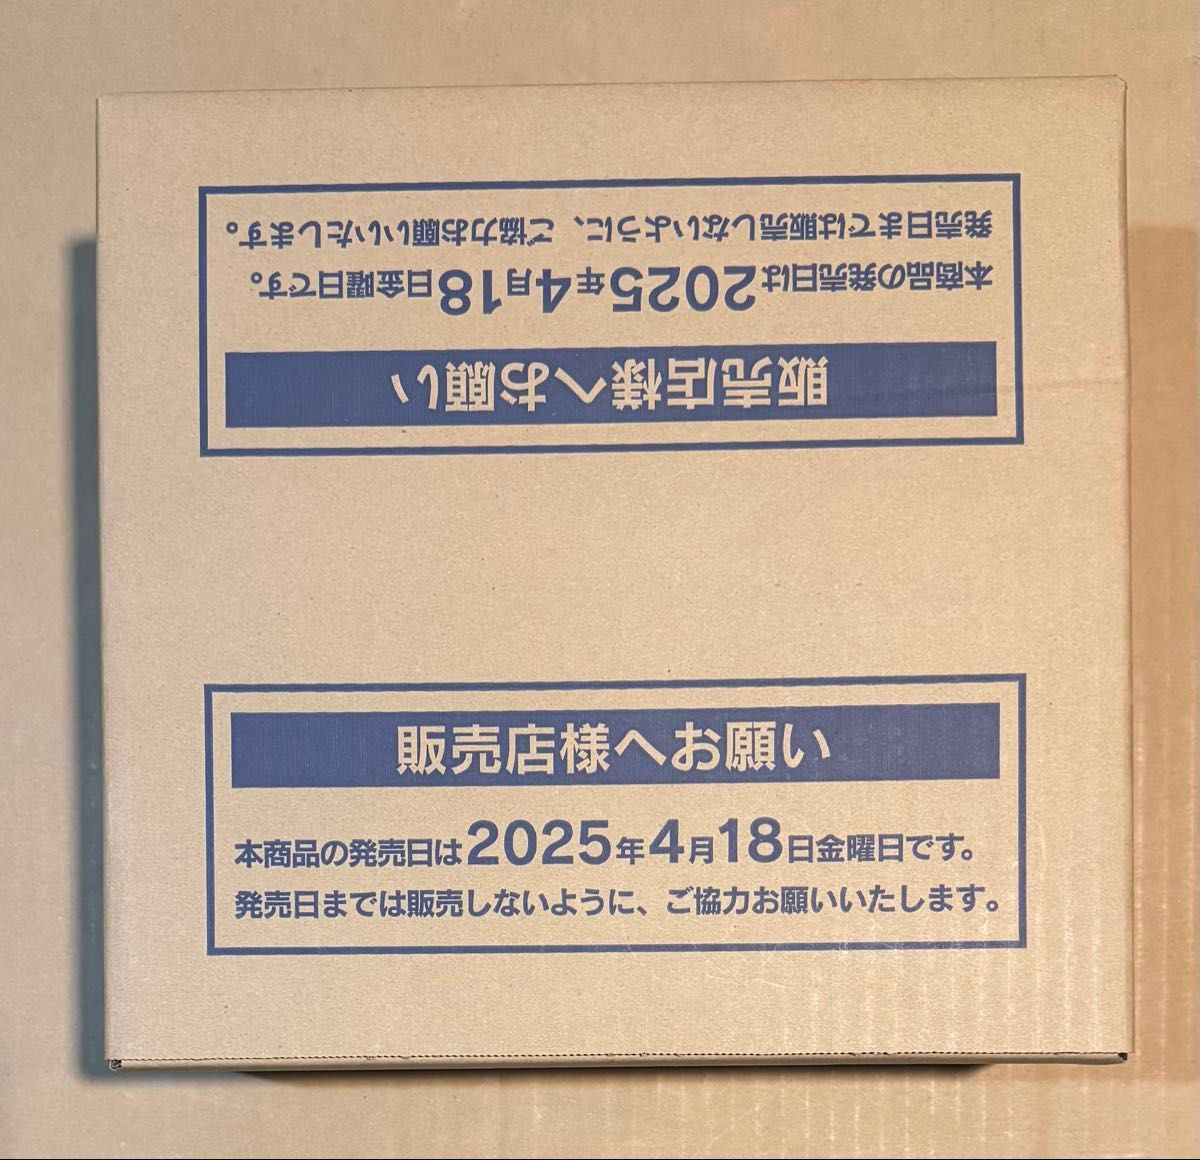 販売店様へお願い
本商品の発売日は2025年4月18日金曜日です。
発売日までは販売しないように、ご協力お願いいたします。
販売店様へお願い
本商品の発売日は2025年4月18日金曜日です。
発売日までは販売しないように、ご協力お願いいたします。